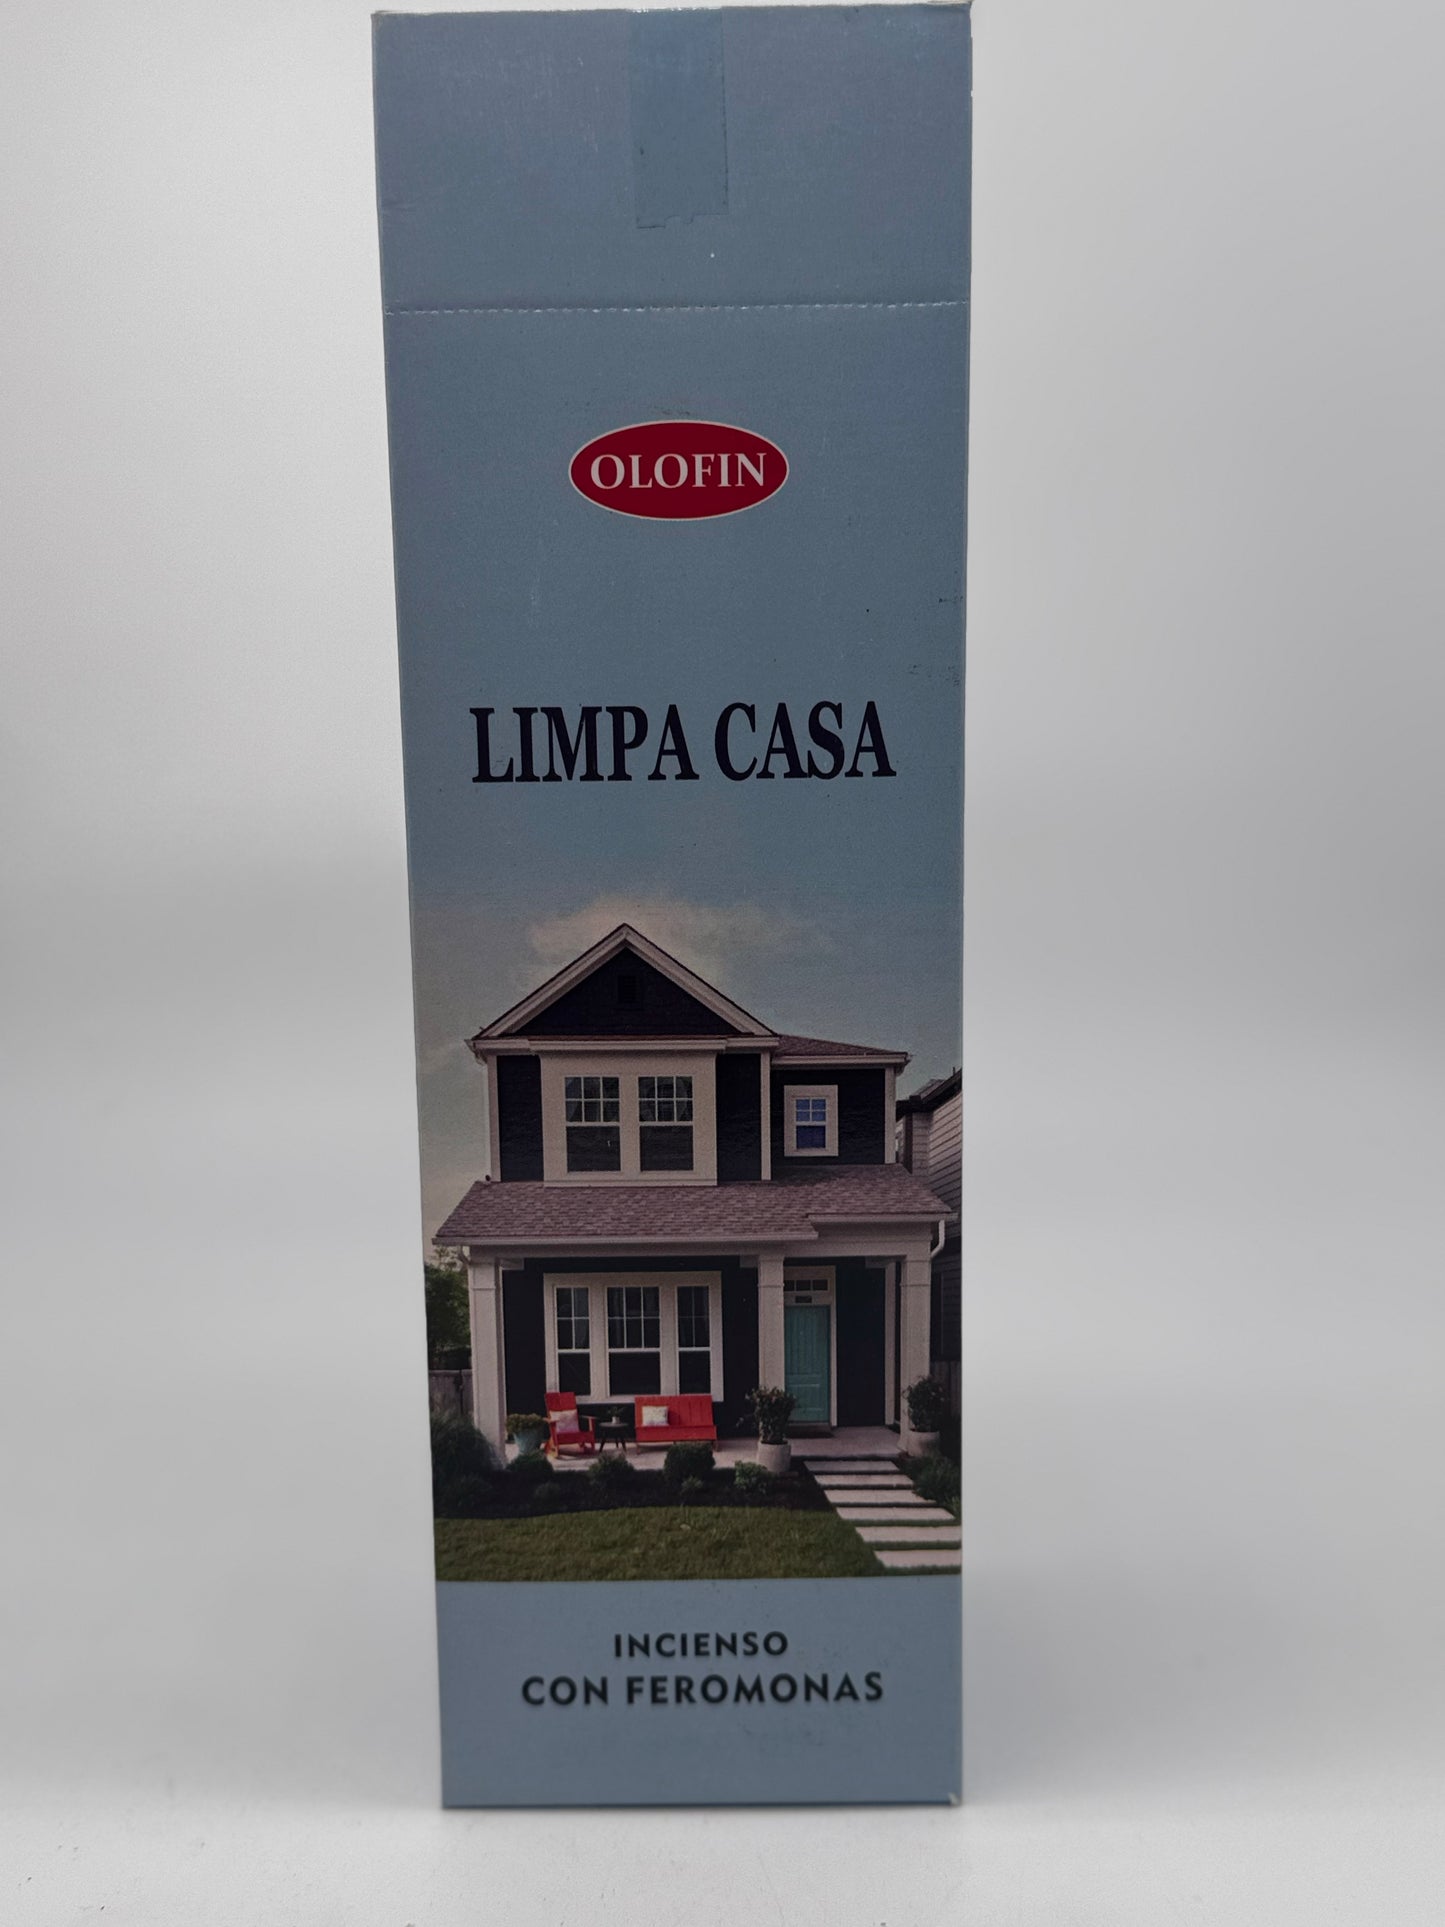 OLOFIN
LIMPA CASA
INCIENSO
CON FEROMONAS